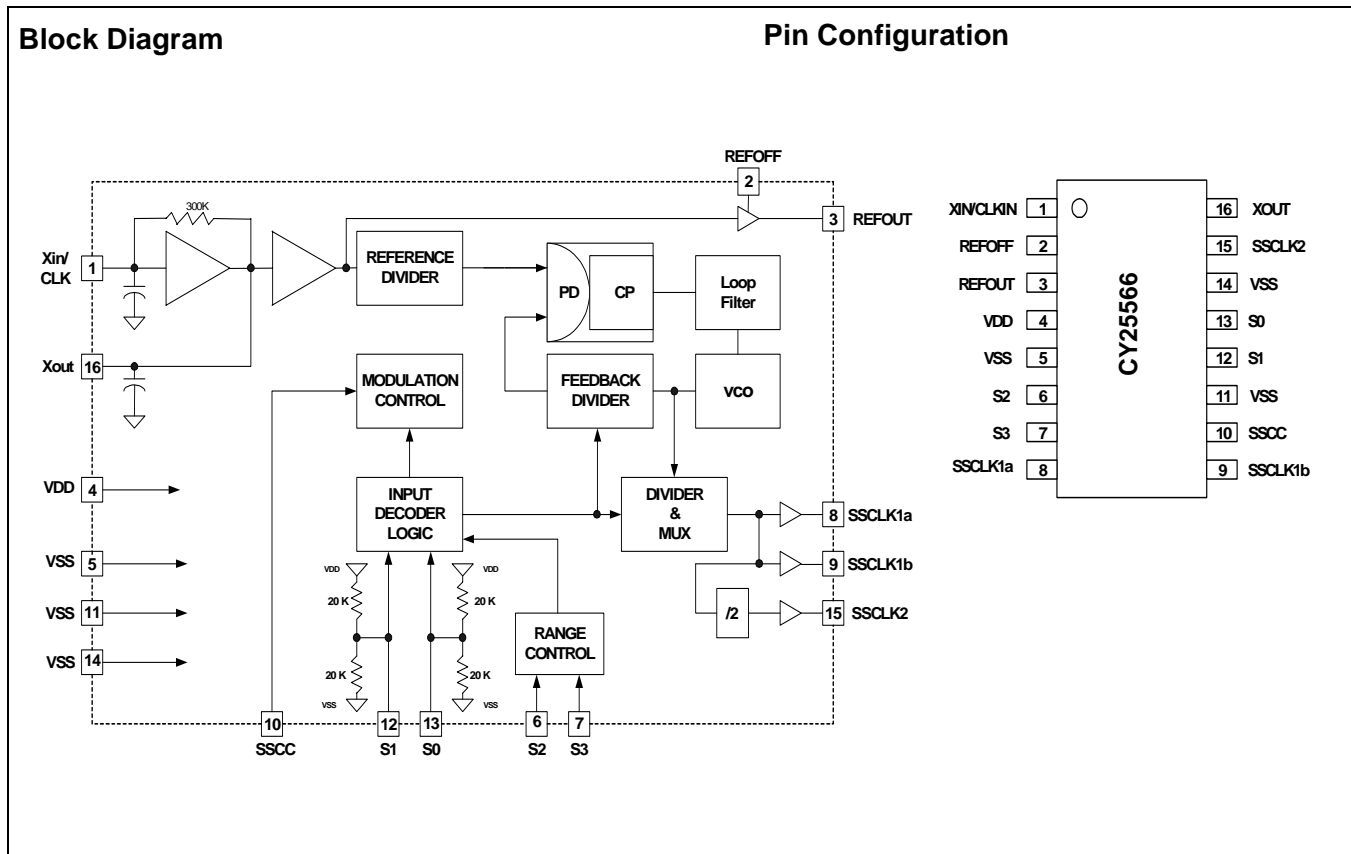 Block Diagram
Pin Configuration
REFOFF
2
300K
3
REFOUT
Xin/
CLK
1
REFERENCE
DIVIDER
PD
CP
Loop
Filter
Xout
16
MODULATION
CONTROL
FEEDBACK
DIVIDER
vco
VDD
4
INPUT
DECODER
LOGIC
DIVIDER
&
MUX
8
SSCLK1a
VSS
5
VDD
VDD
9
SSCLK1b
20 K
20 K
VSS
11
/2
15
SSCLK2
RANGE
CONTROL
VSS
14
20 K
20 K
VSS
VSS
10
12
13
6
7
SSCC
S1
S0
S2
S3
CY25566
XIN/CLKIN
1
16
XOUT
REFOFF
2
15
SSCLK2
REFOUT
3
14
VSS
VDD
4
13
S0
VSS
5
12
S1
S2
6
11
VSS
S3
7
10
SSCC
SSCLK1a
8
9
SSCLK1b